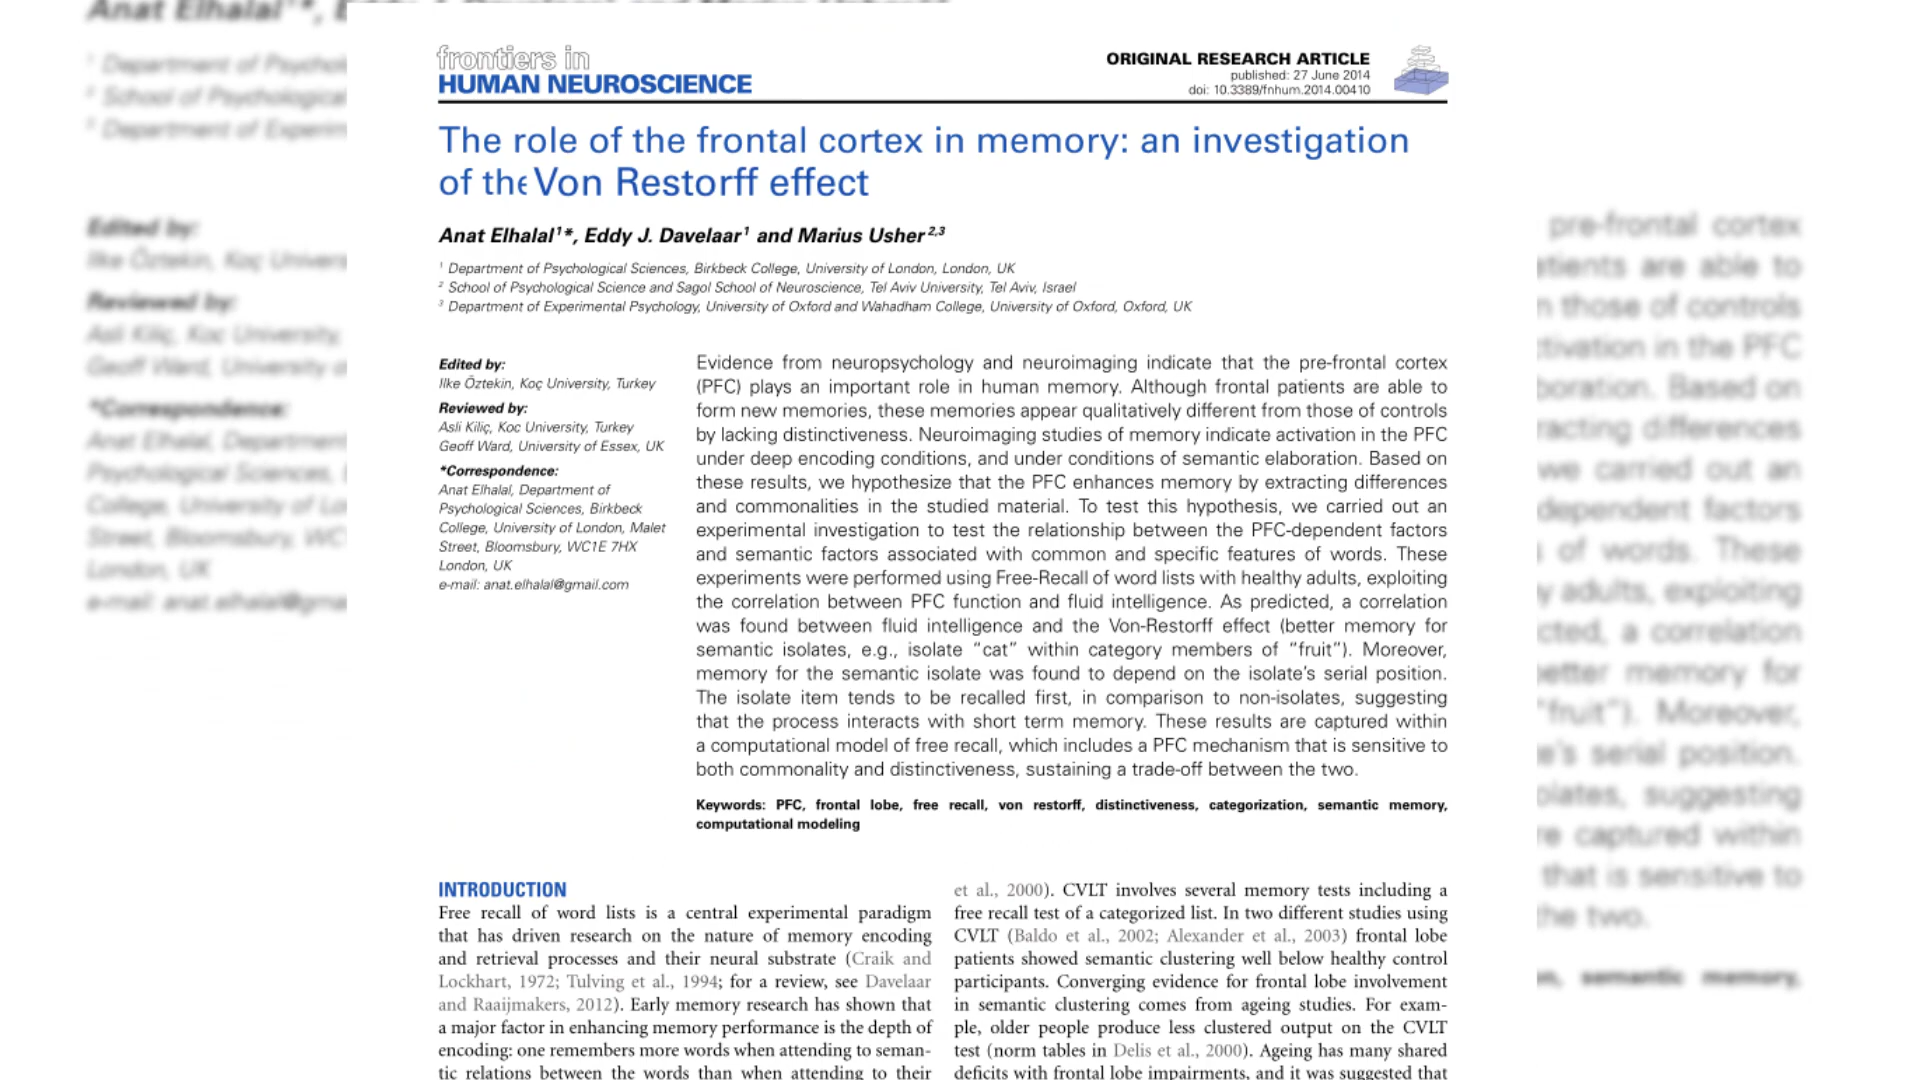 frontiers in
HUMAN NEUROSCIENCE
ORIGINAL RESEARCH ARTICLE
published: 27 June 2014
doi: 10.3389/fnhum.2014.00410
The role of the frontal cortex in memory: an investigation
of the Von Restorff effect
Anat Elhalal1*, Eddy J. Davelaar1 and Marius Usher2,3
1 Department of Psychological Sciences, Birkbeck College, University of London, London, UK
2 School of Psychological Science and Sagol School of Neuroscience, Tel Aviv University, Tel Aviv, Israel
3 Department of Experimental Psychology, University of Oxford and Wahadham College, University of Oxford, Oxford, UK
Edited by:
Ilke Öztekin, Koç University, Turkey
Reviewed by:
Asli Kiliç, Koc University, Turkey
Geoff Ward, University of Essex, UK
*Correspondence:
Anat Elhalal, Department of
Psychological Sciences, Birkbeck
College, University of London, Malet
Street, Bloomsbury, WC1E 7HX
London, UK
e-mail: anat.elhalal@gmail.com
Evidence from neuropsychology and neuroimaging indicate that the pre-frontal cortex
(PFC) plays an important role in human memory. Although frontal patients are able to
form new memories, these memories appear qualitatively different from those of controls
by lacking distinctiveness. Neuroimaging studies of memory indicate activation in the PFC
under deep encoding conditions, and under conditions of semantic elaboration. Based on
these results, we hypothesize that the PFC enhances memory by extracting differences
and commonalities in the studied material. To test this hypothesis, we carried out an
experimental investigation to test the relationship between the PFC-dependent factors
and semantic factors associated with common and specific features of words. These
experiments were performed using Free-Recall of word lists with healthy adults, exploiting
the correlation between PFC function and fluid intelligence. As predicted, a correlation
was found between fluid intelligence and the Von-Restorff effect (better memory for
semantic isolates, e.g., isolate “cat” within category members of “fruit”). Moreover,
memory for the semantic isolate was found to depend on the isolate’s serial position.
The isolate item tends to be recalled first, in comparison to non-isolates, suggesting
that the process interacts with short term memory. These results are captured within
a computational model of free recall, which includes a PFC mechanism that is sensitive to
both commonality and distinctiveness, sustaining a trade-off between the two.
Keywords: PFC, frontal lobe, free recall, von restorff, distinctiveness, categorization, semantic memory,
computational modeling
INTRODUCTION
Free recall of word lists is a central experimental paradigm
that has driven research on the nature of memory encoding
and retrieval processes and their neural substrate (Craik and
Lockhart, 1972; Tulving et al., 1994; for a review, see Davelaar
and Raaijmakers, 2012). Early memory research has shown that
a major factor in enhancing memory performance is the depth of
encoding: one remembers more words when attending to seman-
tic relations between the words than when attending to their
et al., 2000). CVLT involves several memory tests including a
free recall test of a categorized list. In two different studies using
CVLT (Baldo et al., 2002; Alexander et al., 2003) frontal lobe
patients showed semantic clustering well below healthy control
participants. Converging evidence for frontal lobe involvement
in semantic clustering comes from ageing studies. For exam-
ple, older people produce less clustered output on the CVLT
test (norm tables in Delis et al., 2000). Ageing has many shared
deficits with frontal lobe impairments, and it was suggested that